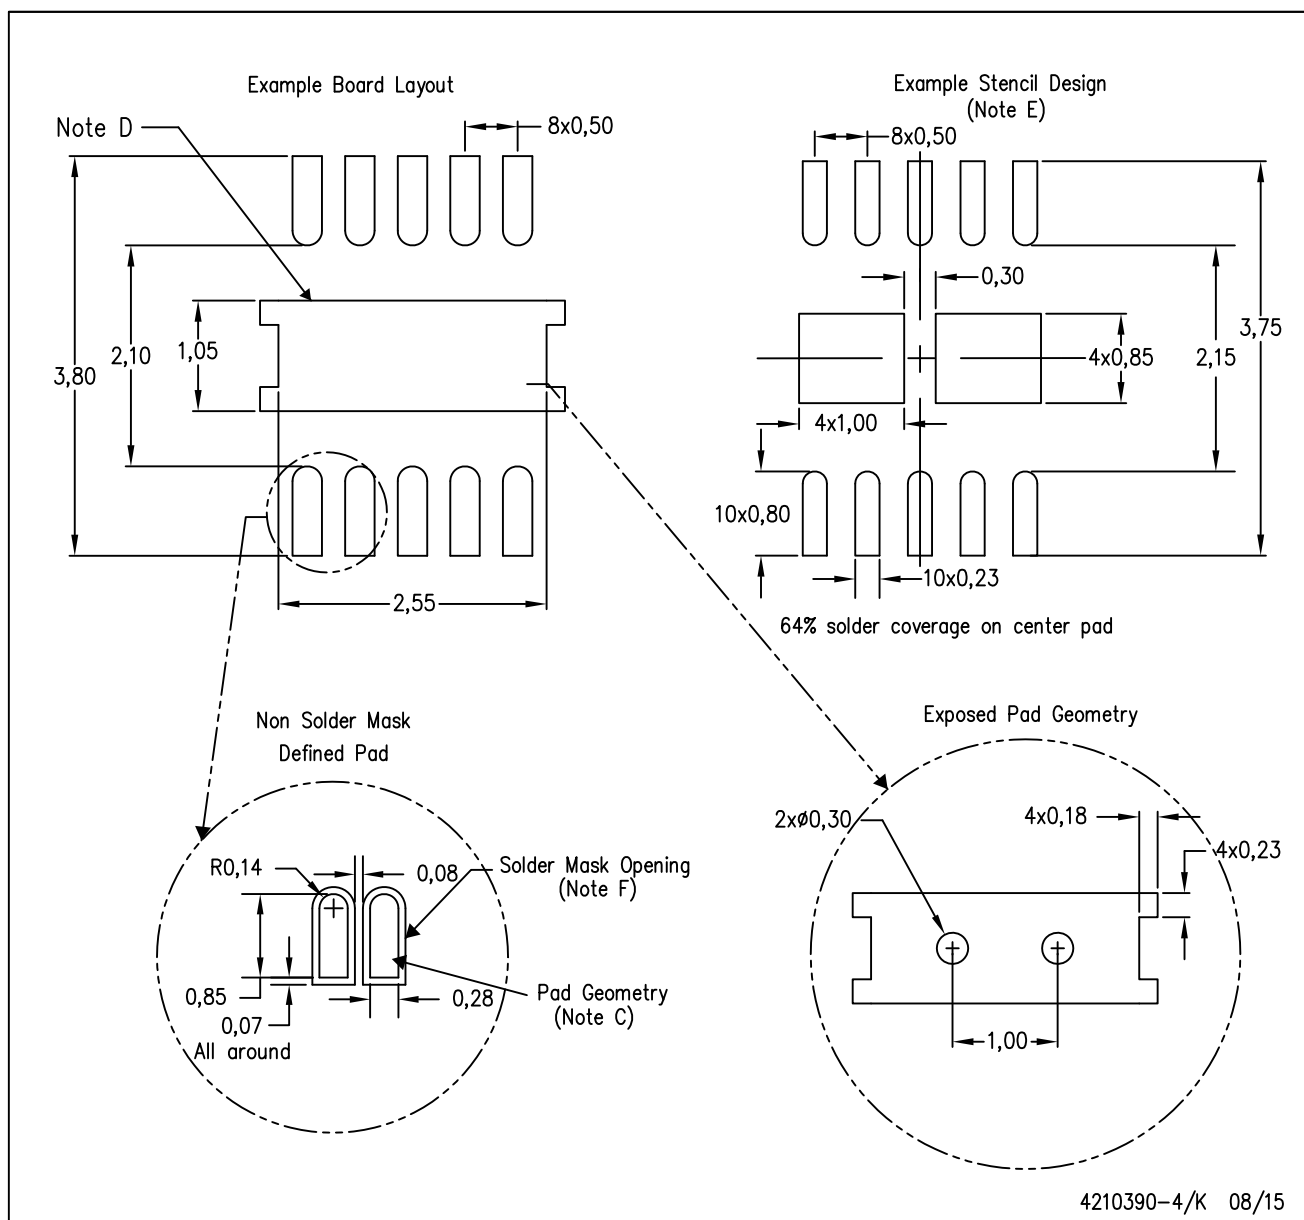 Example Board Layout
Note D
8x0,50
3,80
2,10
1,05
2,55
Example Stencil Design
(Note E)
8x0,50
0,30
3,75
2,15
4x0,85
4x1,00
10x0,80
10x0,23
64% solder coverage on center pad
Non Solder Mask
Defined Pad
R0,14
0,08
Solder Mask Opening
(Note F)
0,85
0,07
All around
0,28
Pad Geometry
(Note C)
Exposed Pad Geometry
2xø0,30
4x0,18
4x0,23
1,00
4210390-4/K 08/15